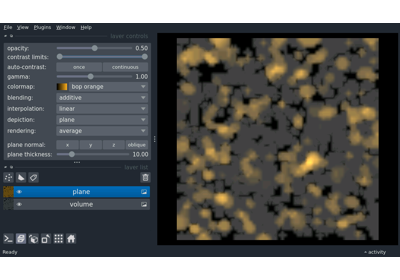 File View Plugins Window Help
layer controls
opacity: 0.50
contrast limits:
auto-contrast: once continuous
gamma: 1.00
colormap: bop orange
blending: additive
interpolation: linear
depiction: plane
rendering: average
plane normal: x y z oblique
plane thickness: 10.00
layer list
plane
volume
Ready
activity